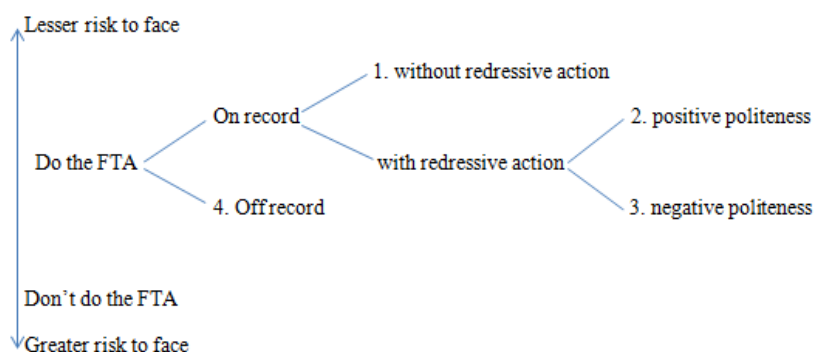 Lesser risk to face
1. without redressive action
On record
2. positive politeness
Do the FTA
with redressive action
4. Off record
3. negative politeness
Don't do the FTA
Greater risk to face